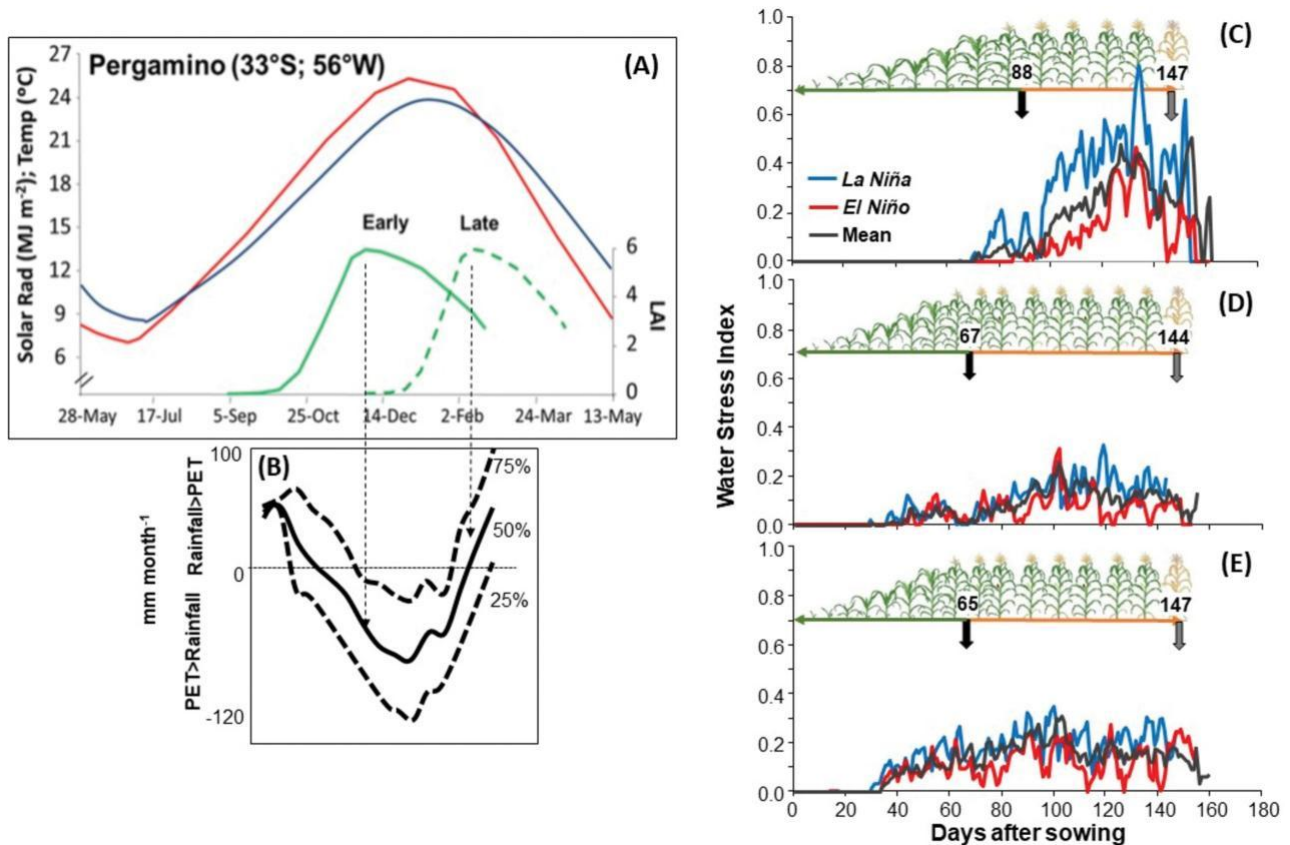 Pergamino (33°S; 56°W)
(A)
Solar Rad (MJ m⁻²); Temp (°C)
27
24
21
18
15
12
9
6
Early
Late
6
4
2
0
LAI
28-May
17-Jul
5-Sep
25-Oct
14-Dec
2-Feb
24-Mar
13-May
(B)
mm month⁻¹
PET>Rainfall Rainfall>PET
100
0
-120
75%
50%
25%
Water Stress Index
(C)
1.0
0.8
0.6
0.4
0.2
0.0
88
147
La Niña
El Niño
Mean
(D)
1.0
0.8
0.6
0.4
0.2
0.0
67
144
(E)
1.0
0.8
0.6
0.4
0.2
0.0
65
147
0
20
40
60
80
100
120
140
160
180
Days after sowing